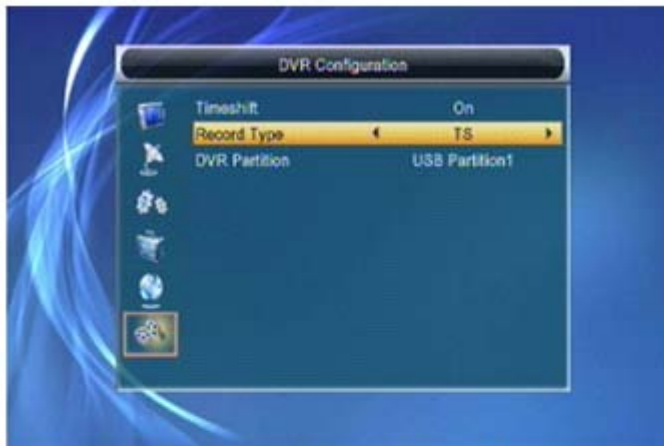 DVR Configuration
Timeshift On
Record Type TS
DVR Partition USB Partition1